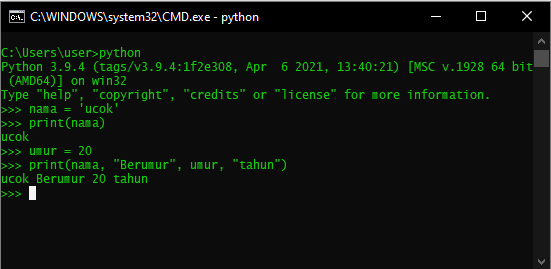 C:\WINDOWS\system32\CMD.exe - python
C:\Users\user>python
Python 3.9.4 (tags/v3.9.4:1f2e308, Apr  6 2021, 13:40:21) [MSC v.1928 64 bit
 (AMD64)] on win32
Type "help", "copyright", "credits" or "license" for more information.
>>> nama = 'ucok'
>>> print(nama)
ucok
>>> umur = 20
>>> print(nama, "Berumur", umur, "tahun")
ucok Berumur 20 tahun
>>>